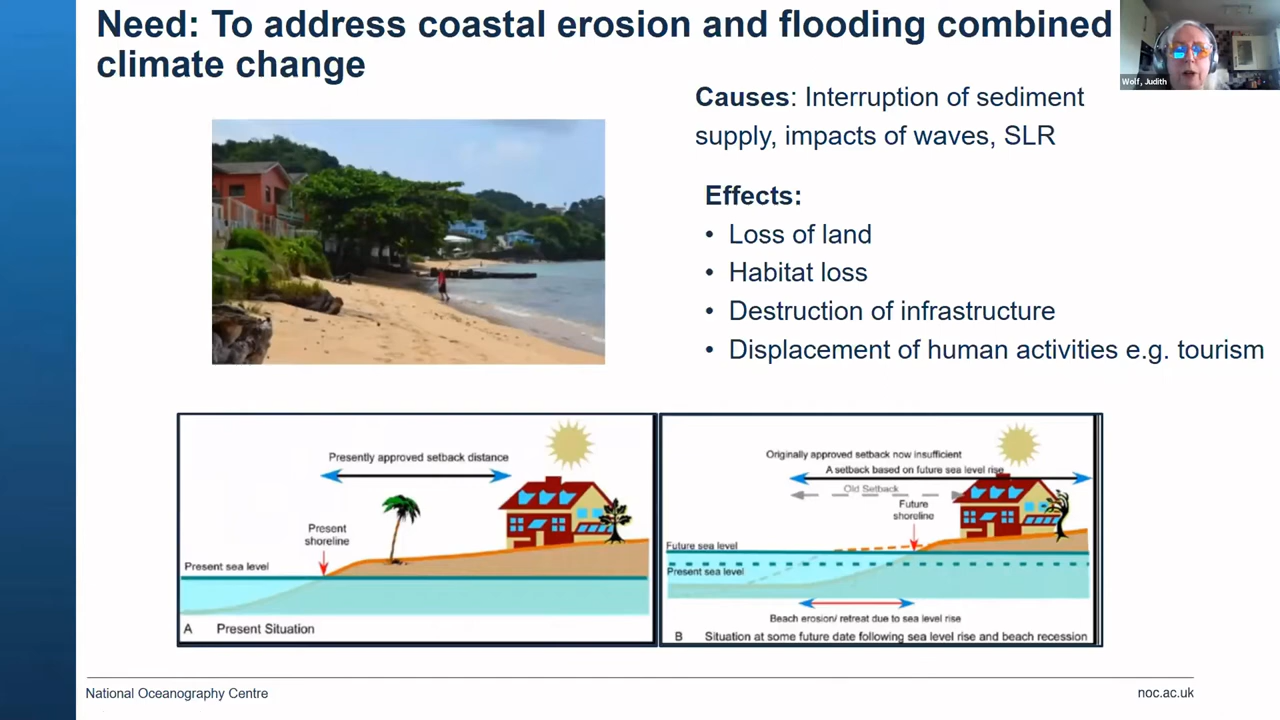 Need: To address coastal erosion and flooding combined
climate change
Wolf, Judith
Causes: Interruption of sediment
supply, impacts of waves, SLR
Effects:
• Loss of land
• Habitat loss
• Destruction of infrastructure
• Displacement of human activities e.g. tourism
Presently approved setback distance
Present
shoreline
Present sea level
A Present Situation
Originally approved setback now insufficient
A setback based on future sea level rise
Old Setback
Future
shoreline
Future sea level
Present sea level
Beach erosion/ retreat due to sea level rise
B Situation at some future date following sea level rise and beach recession
National Oceanography Centre
noc.ac.uk